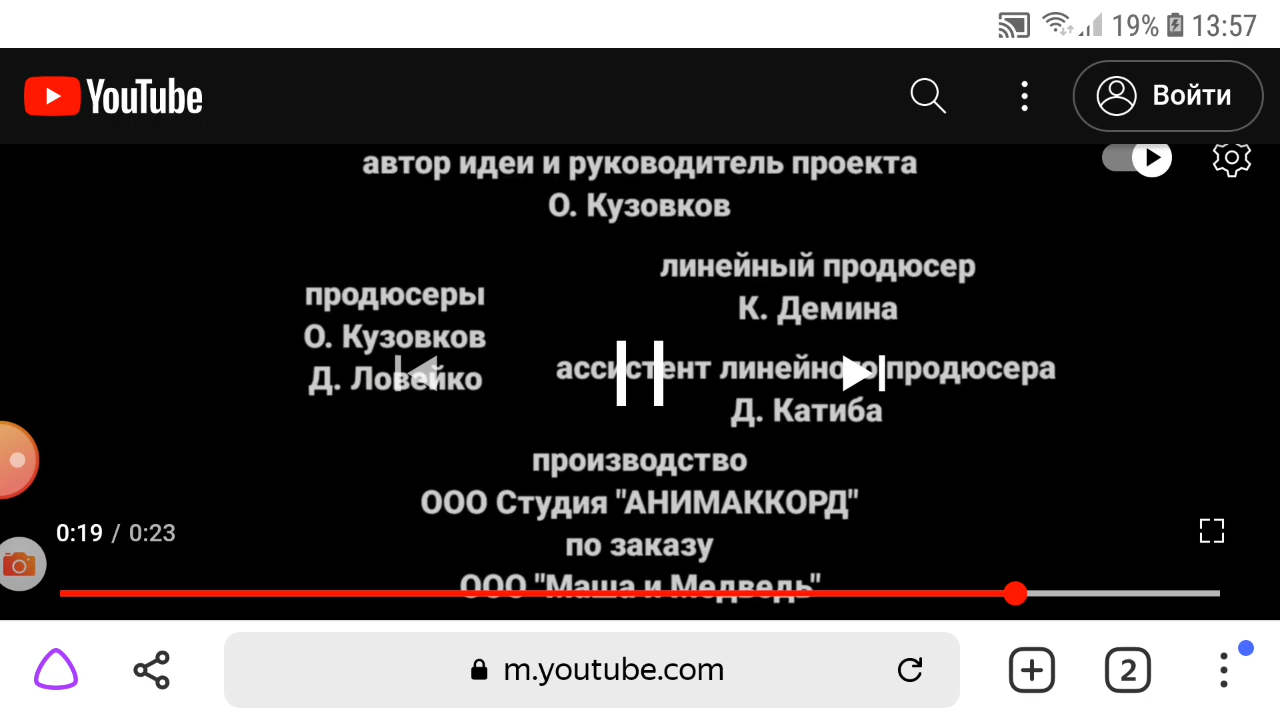 19% 13:57
YouTube
Войти
автор идеи и руководитель проекта
О. Кузовков
линейный продюсер
К. Демина
продюсеры
О. Кузовков
Д. Ловейко
ассистент линейного продюсера
Д. Катиба
производство
ООО Студия "АНИМАККОРД"
по заказу
ООО "Маша и Медведь"
0:19 / 0:23
m.youtube.com
2